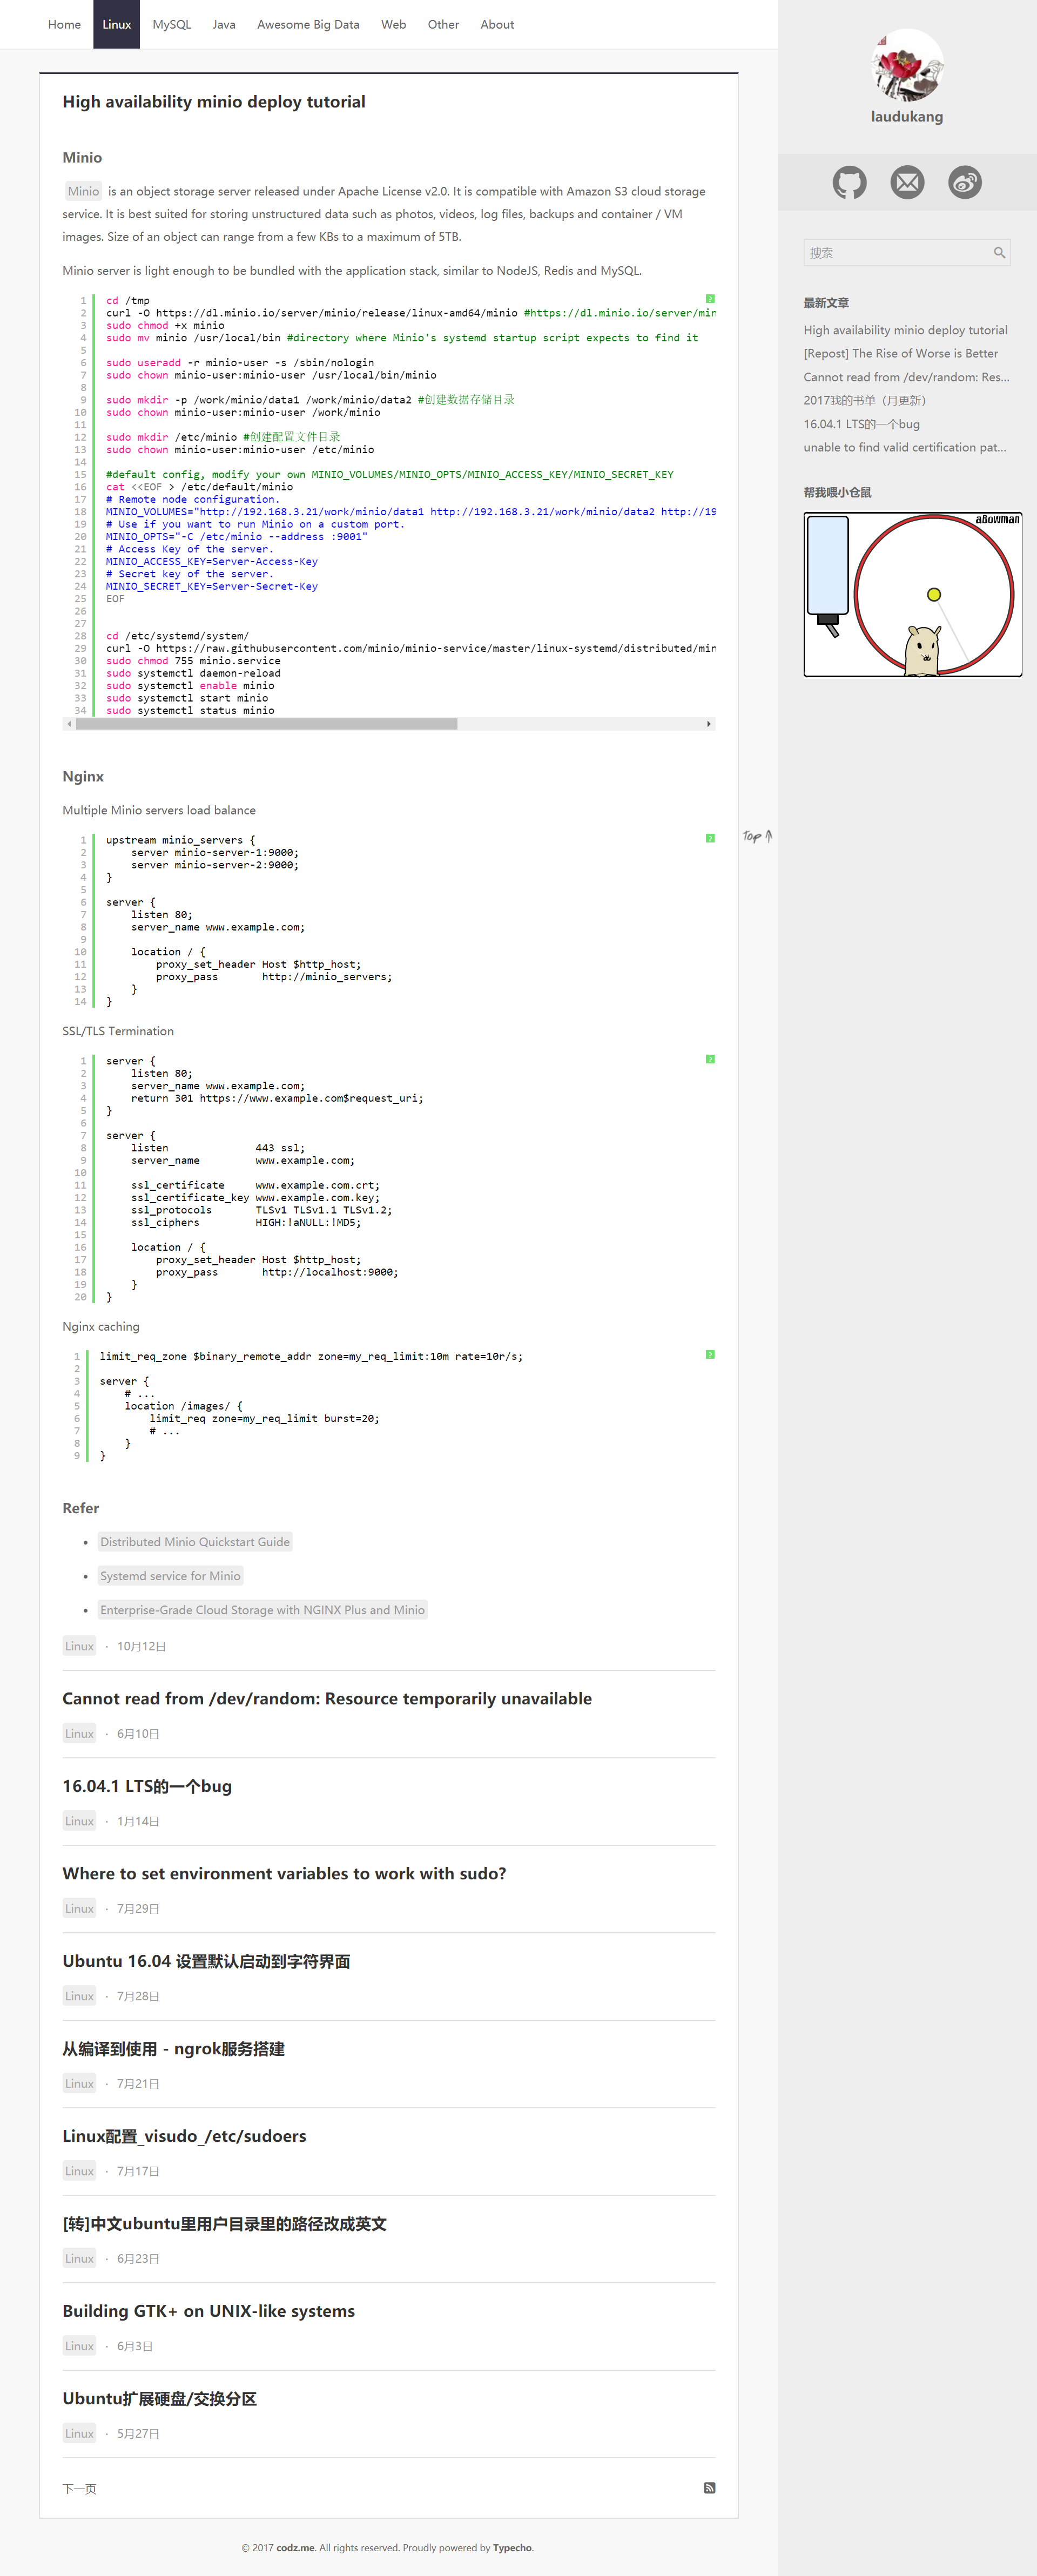 Home Linux MySQL Java Awesome Big Data Web Other About
laudukang
搜索
最新文章
High availability minio deploy tutorial
[Repost] The Rise of Worse is Better
Cannot read from /dev/random: Res...
2017我的书单（月更新）
16.04.1 LTS的一个bug
unable to find valid certification pat...
帮我喂小仓鼠
aBowman
High availability minio deploy tutorial
Minio
Minio is an object storage server released under Apache License v2.0. It is compatible with Amazon S3 cloud storage
service. It is best suited for storing unstructured data such as photos, videos, log files, backups and container / VM
images. Size of an object can range from a few KBs to a maximum of 5TB.
Minio server is light enough to be bundled with the application stack, similar to NodeJS, Redis and MySQL.
1 cd /tmp ?
2 curl -O https://dl.minio.io/server/minio/release/linux-amd64/minio #https://dl.minio.io/server/min
3 sudo chmod +x minio
4 sudo mv minio /usr/local/bin #directory where Minio's systemd startup script expects to find it
5
6 sudo useradd -r minio-user -s /sbin/nologin
7 sudo chown minio-user:minio-user /usr/local/bin/minio
8
9 sudo mkdir -p /work/minio/data1 /work/minio/data2 #创建数据存储目录
10 sudo chown minio-user:minio-user /work/minio
11
12 sudo mkdir /etc/minio #创建配置文件目录
13 sudo chown minio-user:minio-user /etc/minio
14
15 #default config, modify your own MINIO_VOLUMES/MINIO_OPTS/MINIO_ACCESS_KEY/MINIO_SECRET_KEY
16 cat <<EOF > /etc/default/minio
17 # Remote node configuration.
18 MINIO_VOLUMES="http://192.168.3.21/work/minio/data1 http://192.168.3.21/work/minio/data2 http://19
19 # Use if you want to run Minio on a custom port.
20 MINIO_OPTS="-C /etc/minio --address :9001"
21 # Access Key of the server.
22 MINIO_ACCESS_KEY=Server-Access-Key
23 # Secret key of the server.
24 MINIO_SECRET_KEY=Server-Secret-Key
25 EOF
26
27
28 cd /etc/systemd/system/
29 curl -O https://raw.githubusercontent.com/minio/minio-service/master/linux-systemd/distributed/min
30 sudo chmod 755 minio.service
31 sudo systemctl daemon-reload
32 sudo systemctl enable minio
33 sudo systemctl start minio
34 sudo systemctl status minio
Nginx
Multiple Minio servers load balance
Top
1 upstream minio_servers { ?
2 server minio-server-1:9000;
3 server minio-server-2:9000;
4 }
5
6 server {
7 listen 80;
8 server_name www.example.com;
9
10 location / {
11 proxy_set_header Host $http_host;
12 proxy_pass http://minio_servers;
13 }
14 }
SSL/TLS Termination
1 server { ?
2 listen 80;
3 server_name www.example.com;
4 return 301 https://www.example.com$request_uri;
5 }
6
7 server {
8 listen 443 ssl;
9 server_name www.example.com;
10
11 ssl_certificate www.example.com.crt;
12 ssl_certificate_key www.example.com.key;
13 ssl_protocols TLSv1 TLSv1.1 TLSv1.2;
14 ssl_ciphers HIGH:!aNULL:!MD5;
15
16 location / {
17 proxy_set_header Host $http_host;
18 proxy_pass http://localhost:9000;
19 }
20 }
Nginx caching
1 limit_req_zone $binary_remote_addr zone=my_req_limit:10m rate=10r/s; ?
2
3 server {
4 # ...
5 location /images/ {
6 limit_req zone=my_req_limit burst=20;
7 # ...
8 }
9 }
Refer
• Distributed Minio Quickstart Guide
• Systemd service for Minio
• Enterprise-Grade Cloud Storage with NGINX Plus and Minio
Linux · 10月12日
Cannot read from /dev/random: Resource temporarily unavailable
Linux · 6月10日
16.04.1 LTS的一个bug
Linux · 1月14日
Where to set environment variables to work with sudo?
Linux · 7月29日
Ubuntu 16.04 设置默认启动到字符界面
Linux · 7月28日
从编译到使用 - ngrok服务搭建
Linux · 7月21日
Linux配置_visudo_/etc/sudoers
Linux · 7月17日
[转]中文ubuntu里用户目录里的路径改成英文
Linux · 6月23日
Building GTK+ on UNIX-like systems
Linux · 6月3日
Ubuntu扩展硬盘/交换分区
Linux · 5月27日
下一页
© 2017 codz.me. All rights reserved. Proudly powered by Typecho.